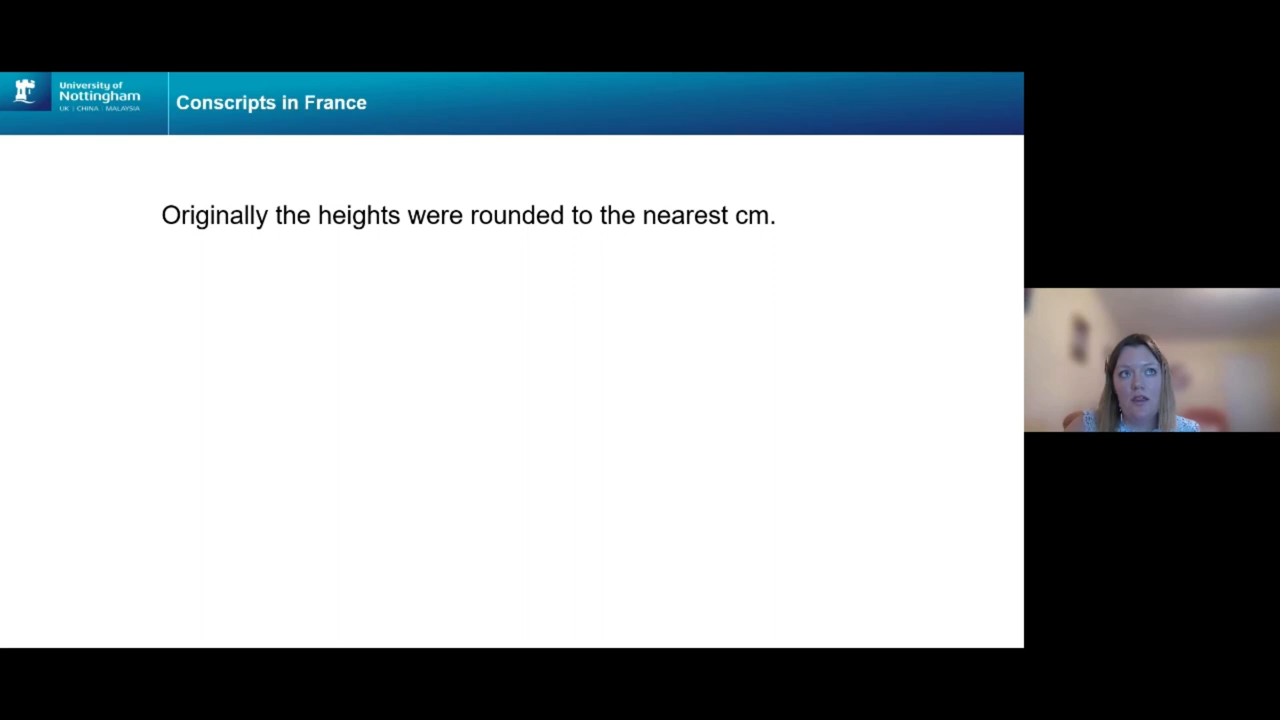 University of
Nottingham
UK | CHINA | MALAYSIA
Conscripts in France
Originally the heights were rounded to the nearest cm.